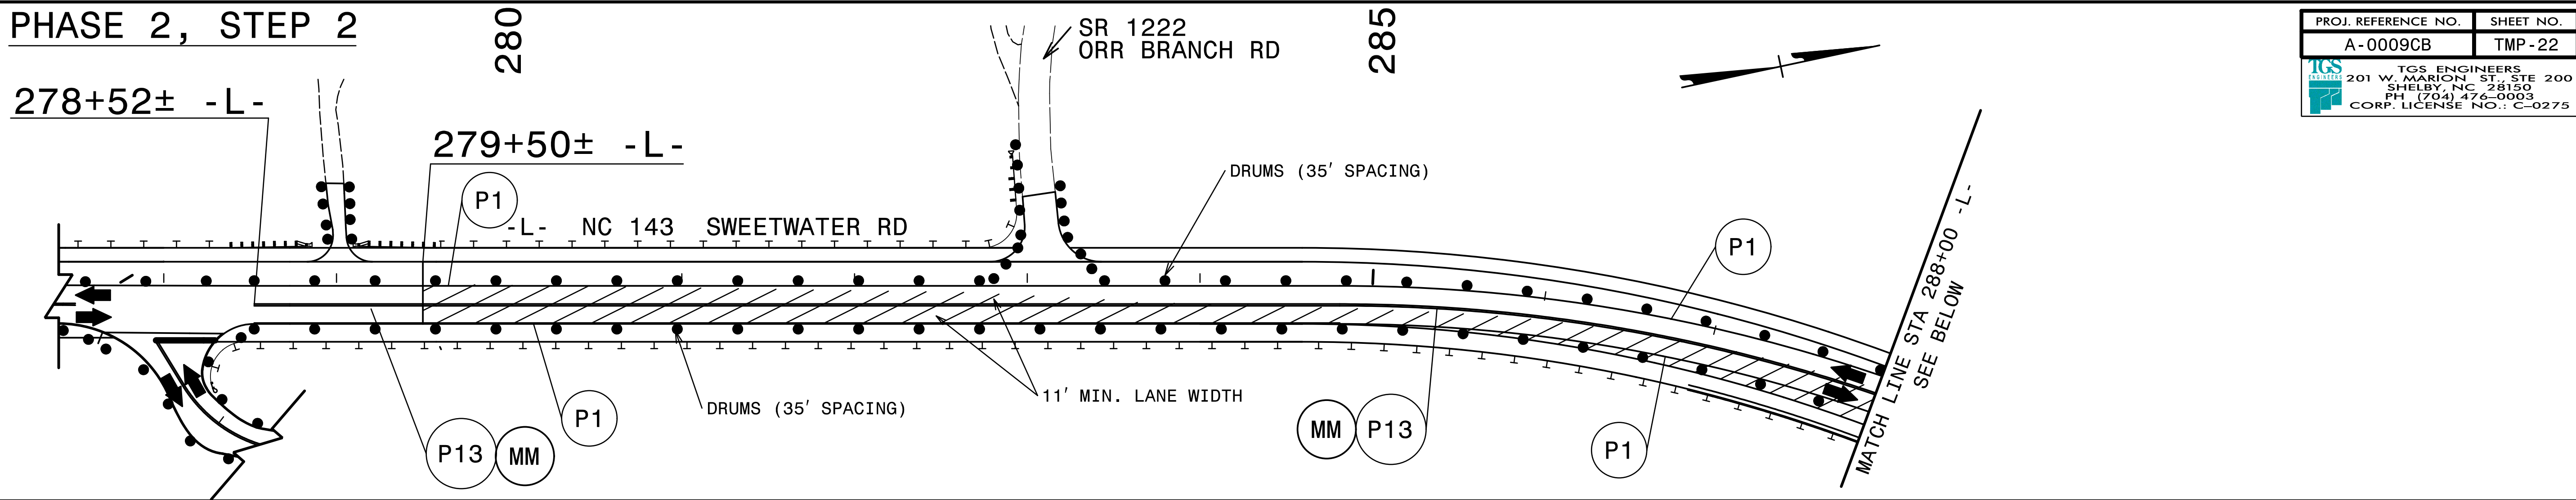 PHASE 2, STEP 2
280
SR 1222
ORR BRANCH RD
285
PROJ. REFERENCE NO.
SHEET NO.
A-0009CB
TMP-22
TGS
ENGINEERS
TGS ENGINEERS
201 W. MARION ST., STE 200
SHELBY, NC 28150
PH (704) 476-0003
CORP. LICENSE NO.: C-0275
278+52± -L-
279+50± -L-
P1
-L- NC 143 SWEETWATER RD
DRUMS (35' SPACING)
P1
MATCH LINE STA 288+00 -L-
SEE BELOW
11' MIN. LANE WIDTH
DRUMS (35' SPACING)
P1
P13
MM
MM
P13
P1